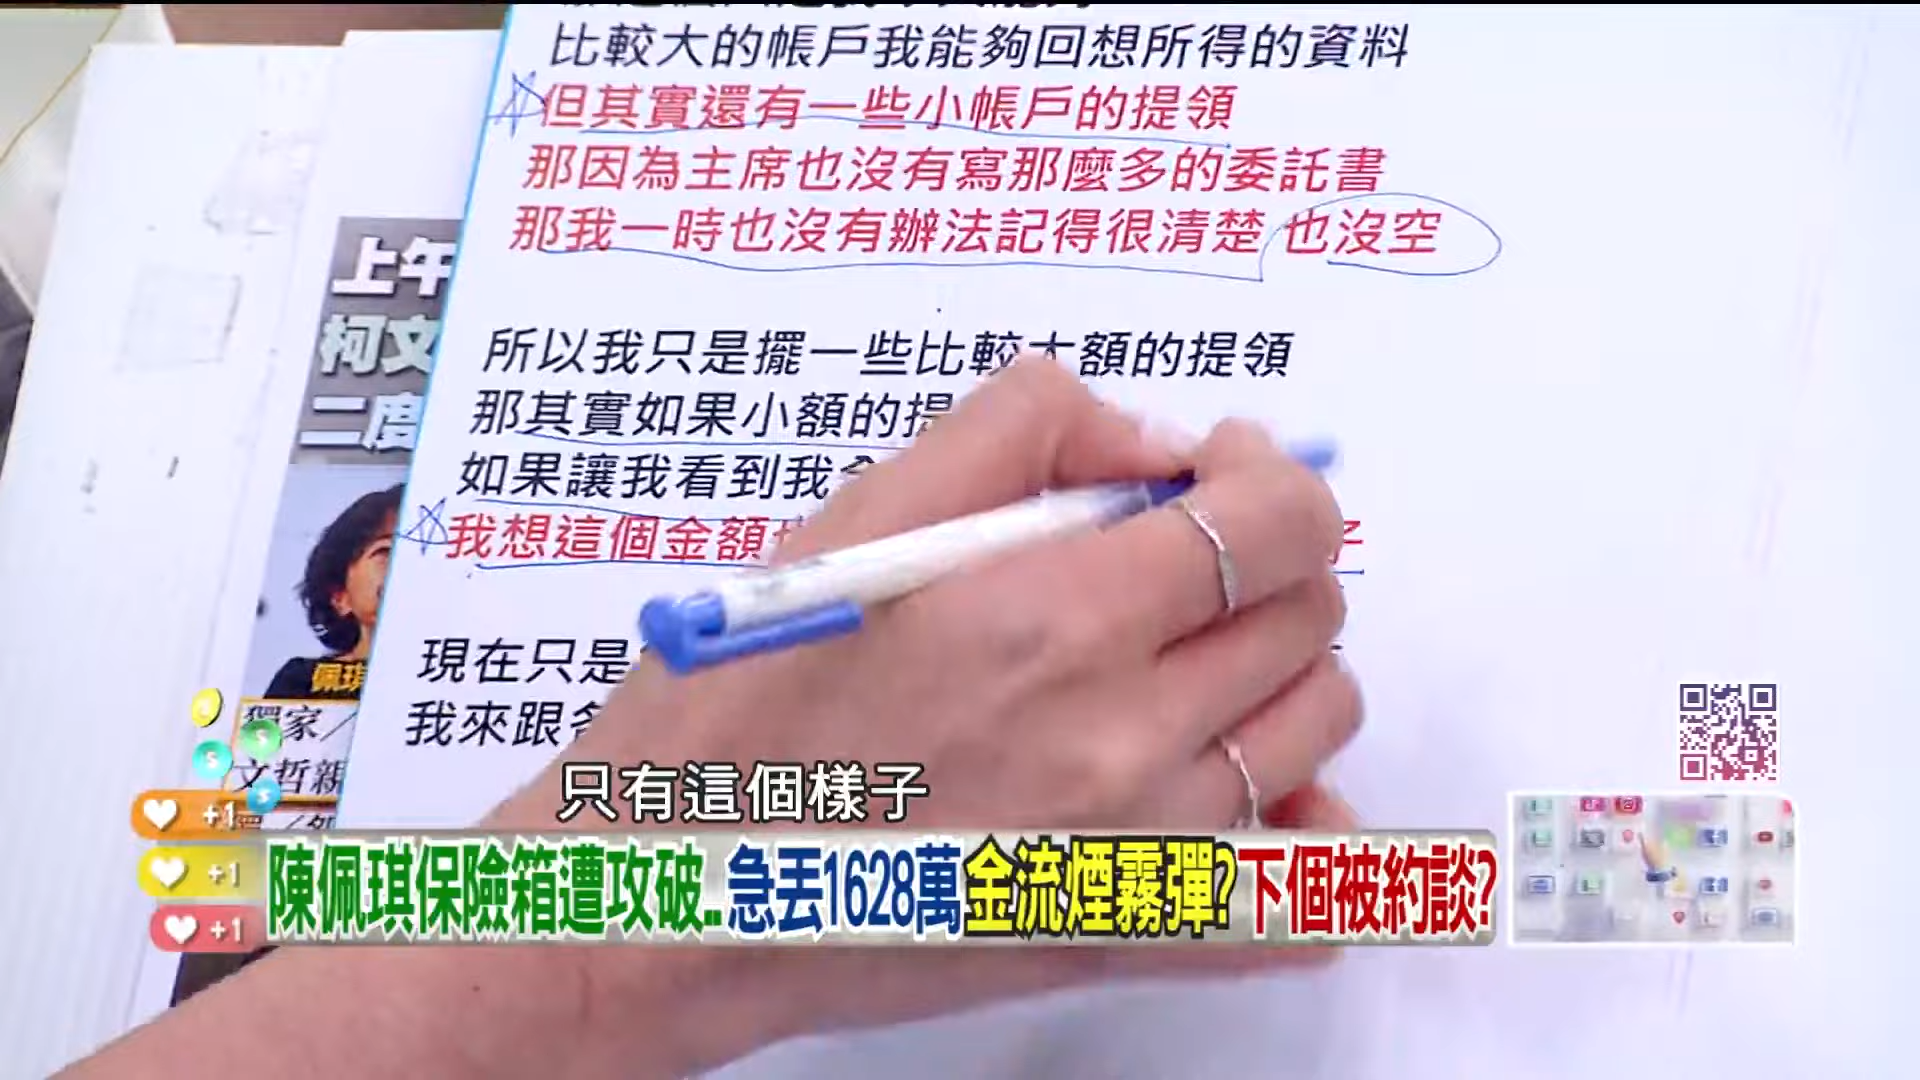 比較大的帳戶我能夠回想所得的資料
但其實還有一些小帳戶的提領
那因為主席也沒有寫那麼多的委託書
那我一時也沒有辦法記得很清楚 也沒空
所以我只是擺一些比較大額的提領
那其實如果小額的提
如果讓我看到我
我想這個金額
現在只是
我來跟各
上午
柯文
二度
佩琪
獨家／
文哲親
只有這個樣子
+1
+1
+1
陳佩琪保險箱遭攻破..急丟1628萬金流煙霧彈?下個被約談?